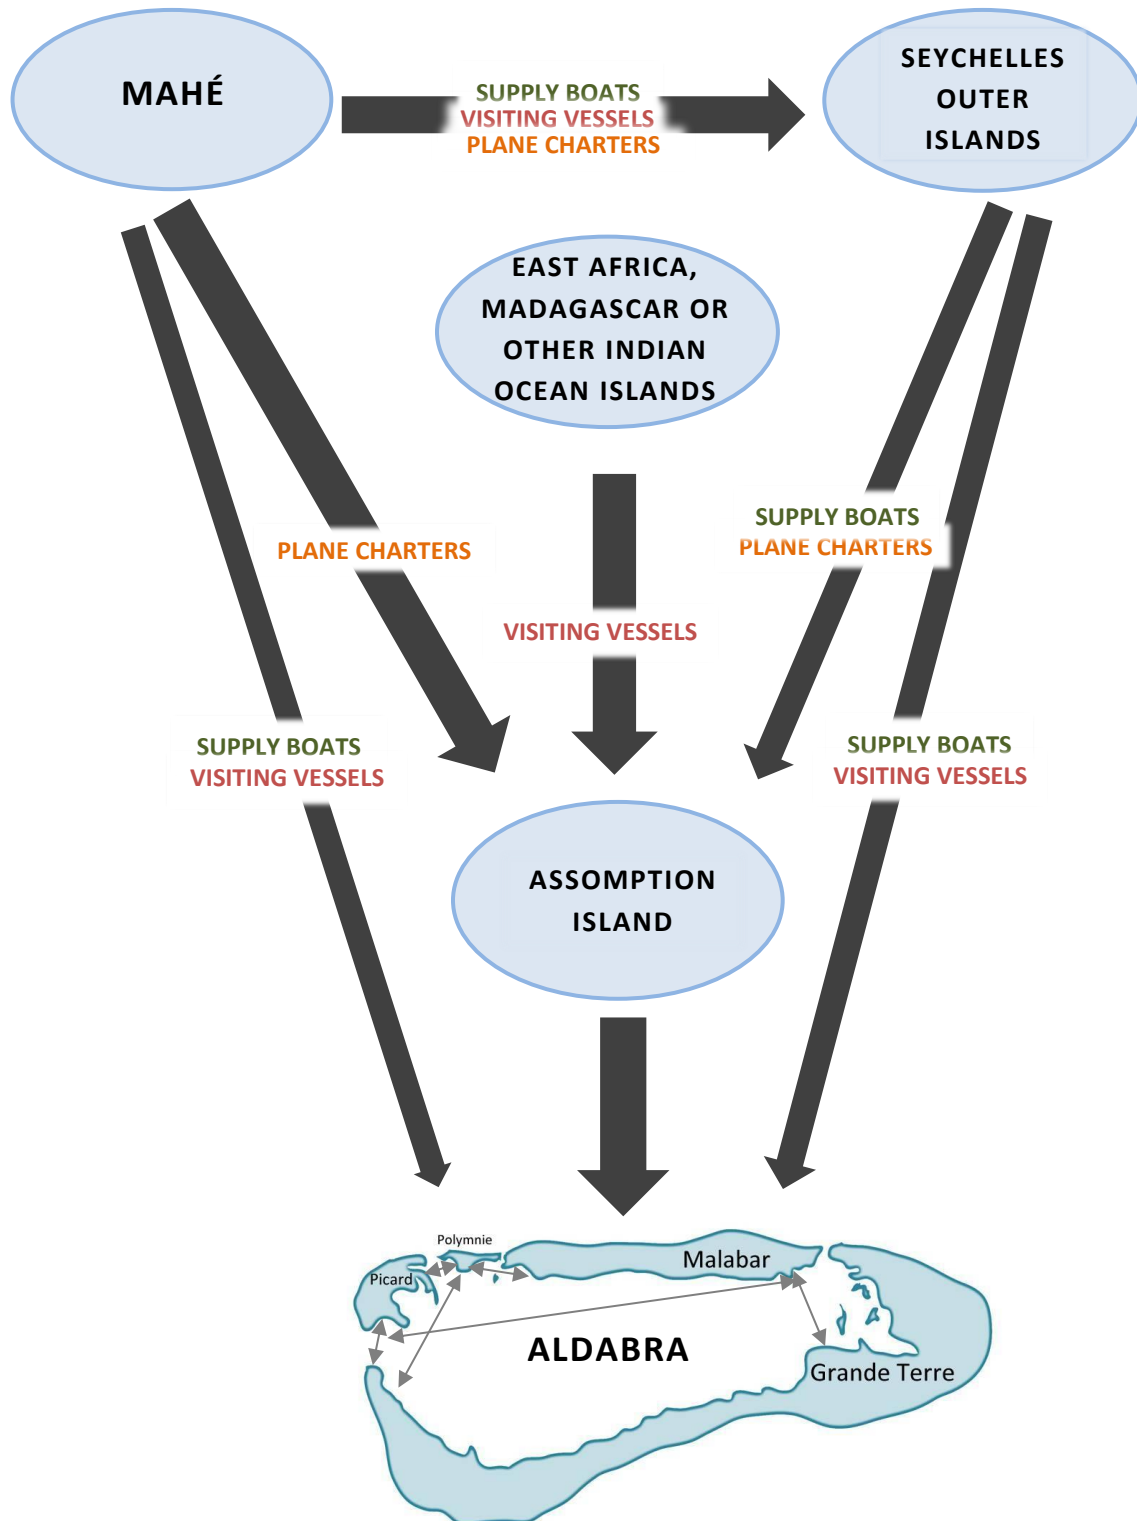 MAHÉ
SUPPLY BOATS
VISITING VESSELS
PLANE CHARTERS
SEYCHELLES
OUTER
ISLANDS
EAST AFRICA,
MADAGASCAR OR
OTHER INDIAN
OCEAN ISLANDS
PLANE CHARTERS
SUPPLY BOATS
PLANE CHARTERS
VISITING VESSELS
SUPPLY BOATS
VISITING VESSELS
SUPPLY BOATS
VISITING VESSELS
ASSOMPTION
ISLAND
Polymnie
Picard
Malabar
ALDABRA
Grande Terre